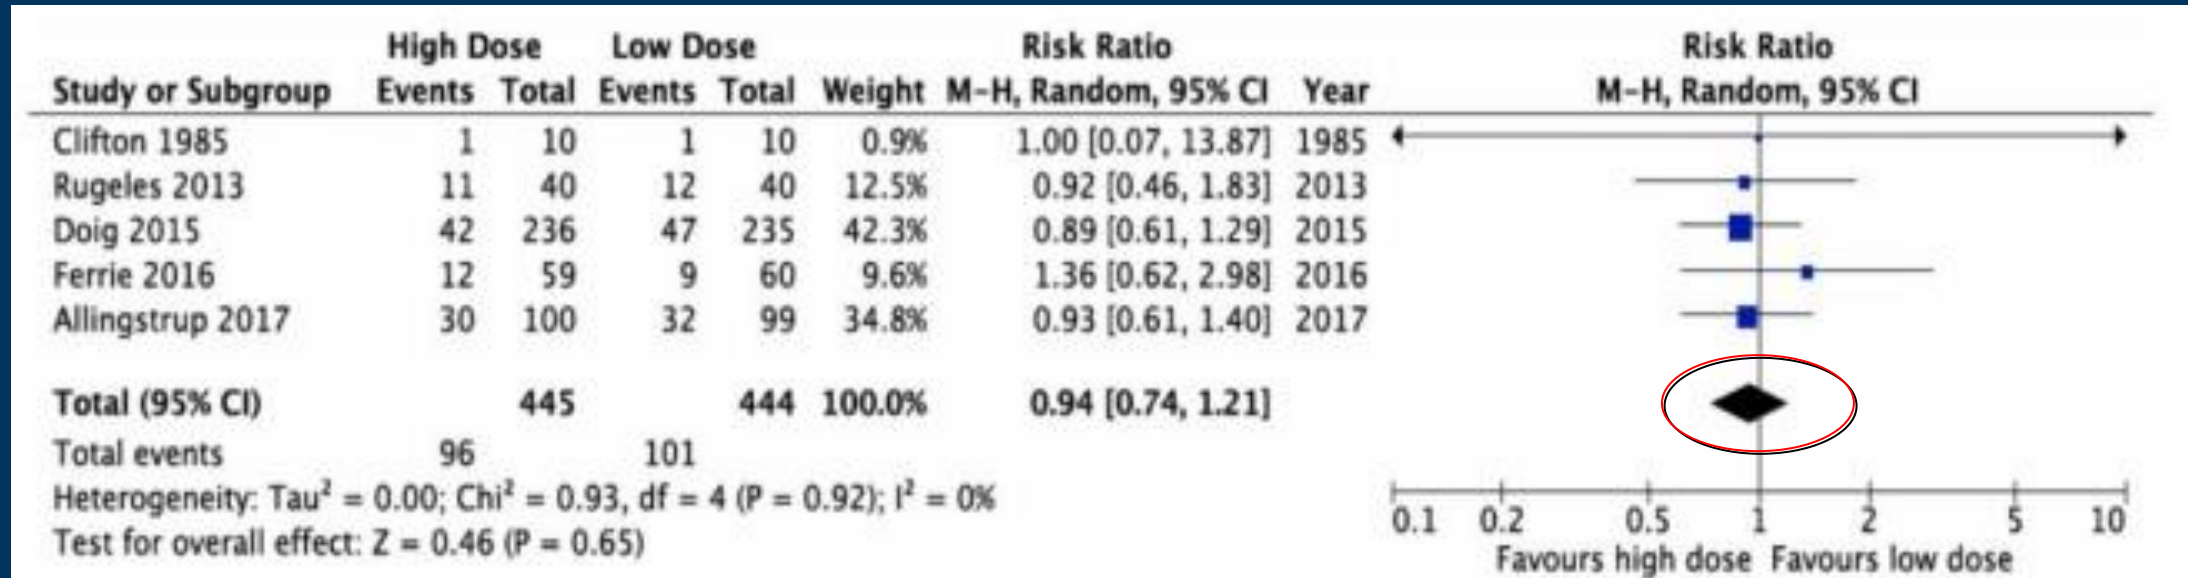 High Dose Low Dose Risk Ratio Risk Ratio
Study or Subgroup Events Total Events Total Weight M-H, Random, 95% CI Year M-H, Random, 95% CI
Clifton 1985 1 10 1 10 0.9% 1.00 [0.07, 13.87] 1985
Rugeles 2013 11 40 12 40 12.5% 0.92 [0.46, 1.83] 2013
Doig 2015 42 236 47 235 42.3% 0.89 [0.61, 1.29] 2015
Ferrie 2016 12 59 9 60 9.6% 1.36 [0.62, 2.98] 2016
Allingstrup 2017 30 100 32 99 34.8% 0.93 [0.61, 1.40] 2017
Total (95% CI) 445 444 100.0% 0.94 [0.74, 1.21]
Total events 96 101
Heterogeneity: Tau² = 0.00; Chi² = 0.93, df = 4 (P = 0.92); I² = 0%
Test for overall effect: Z = 0.46 (P = 0.65)
0.1 0.2 0.5 1 2 5 10
Favours high dose Favours low dose